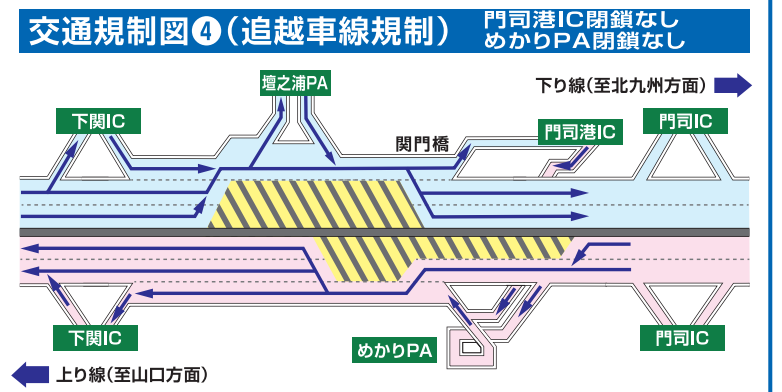 交通規制図❹(追越車線規制)
門司港IC閉鎖なし
めかりPA閉鎖なし
壇之浦PA
下り線(至北九州方面)
下関IC
関門橋
門司港IC
門司IC
下関IC
めかりPA
門司IC
上り線(至山口方面)